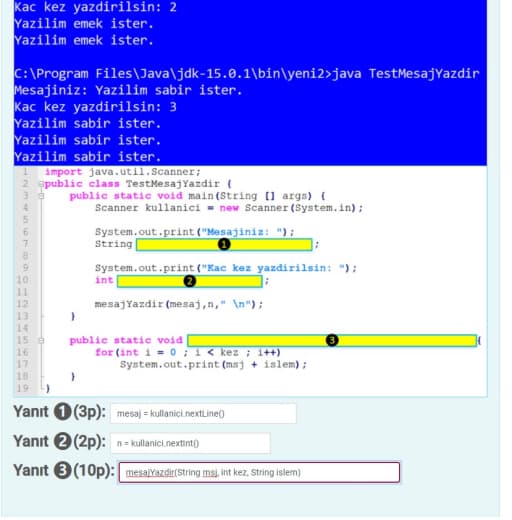 Kac kez yazdirilsin: 2
Yazilim emek ister.
Yazilim emek ister.
C:\Program Files\Java\jdk-15.0.1\bin\yeni2>java TestMesajYazdir
Mesajiniz: Yazilim sabir ister.
Kac kez yazdirilsin: 3
Yazilim sabir ister.
Yazilim sabir ister.
Yazilim sabir ister.
1 import java.util.Scanner;
2 public class TestMesajYazdir {
3 public static void main(String [] args) {
4 Scanner kullanici = new Scanner(System.in);
5
6 System.out.print("Mesajiniz: ");
7 String 1 ;
8
9 System.out.print("Kac kez yazdirilsin: ");
10 int 2 ;
11
12 mesajYazdir(mesaj,n," \n");
13 }
14
15 public static void 3 {
16 for(int i = 0 ; i < kez ; i++)
17 System.out.print(msj + islem);
18 }
19 }
Yanıt 1 (3p): mesaj = kullanici.nextLine()
Yanıt 2 (2p): n = kullanici.nextInt()
Yanıt 3 (10p): mesajYazdir(String msj, int kez, String islem)